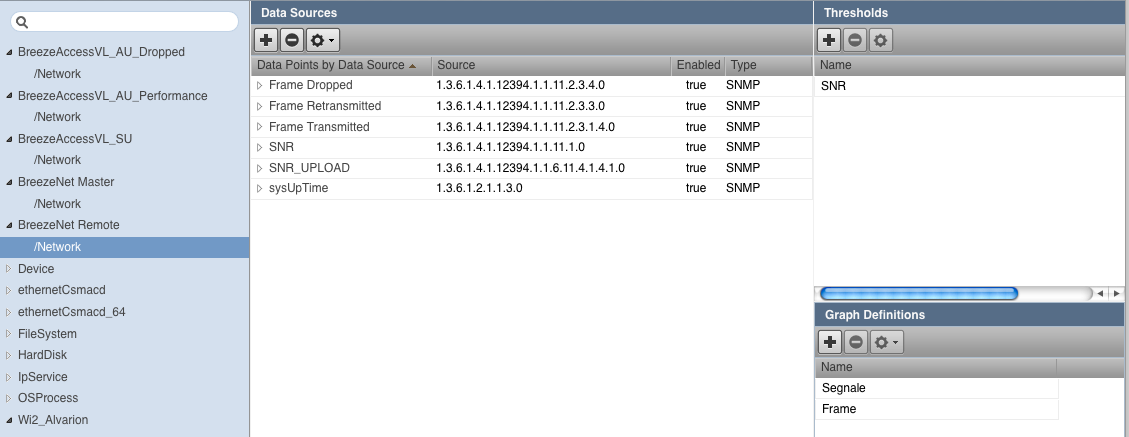 BreezeAccessVL_AU_Dropped
/Network
BreezeAccessVL_AU_Performance
/Network
BreezeAccessVL_SU
/Network
BreezeNet Master
/Network
BreezeNet Remote
/Network
Device
ethernetCsmacd
ethernetCsmacd_64
FileSystem
HardDisk
IpService
OSProcess
Wi2_Alvarion
Data Sources
Data Points by Data Source Source Enabled Type
Frame Dropped 1.3.6.1.4.1.12394.1.1.11.2.3.4.0 true SNMP
Frame Retransmitted 1.3.6.1.4.1.12394.1.1.11.2.3.3.0 true SNMP
Frame Transmitted 1.3.6.1.4.1.12394.1.1.11.2.3.1.4.0 true SNMP
SNR 1.3.6.1.4.1.12394.1.1.11.1.0 true SNMP
SNR_UPLOAD 1.3.6.1.4.1.12394.1.1.6.11.4.1.4.1.0 true SNMP
sysUpTime 1.3.6.1.2.1.1.3.0 true SNMP
Thresholds
Name
SNR
Graph Definitions
Name
Segnale
Frame